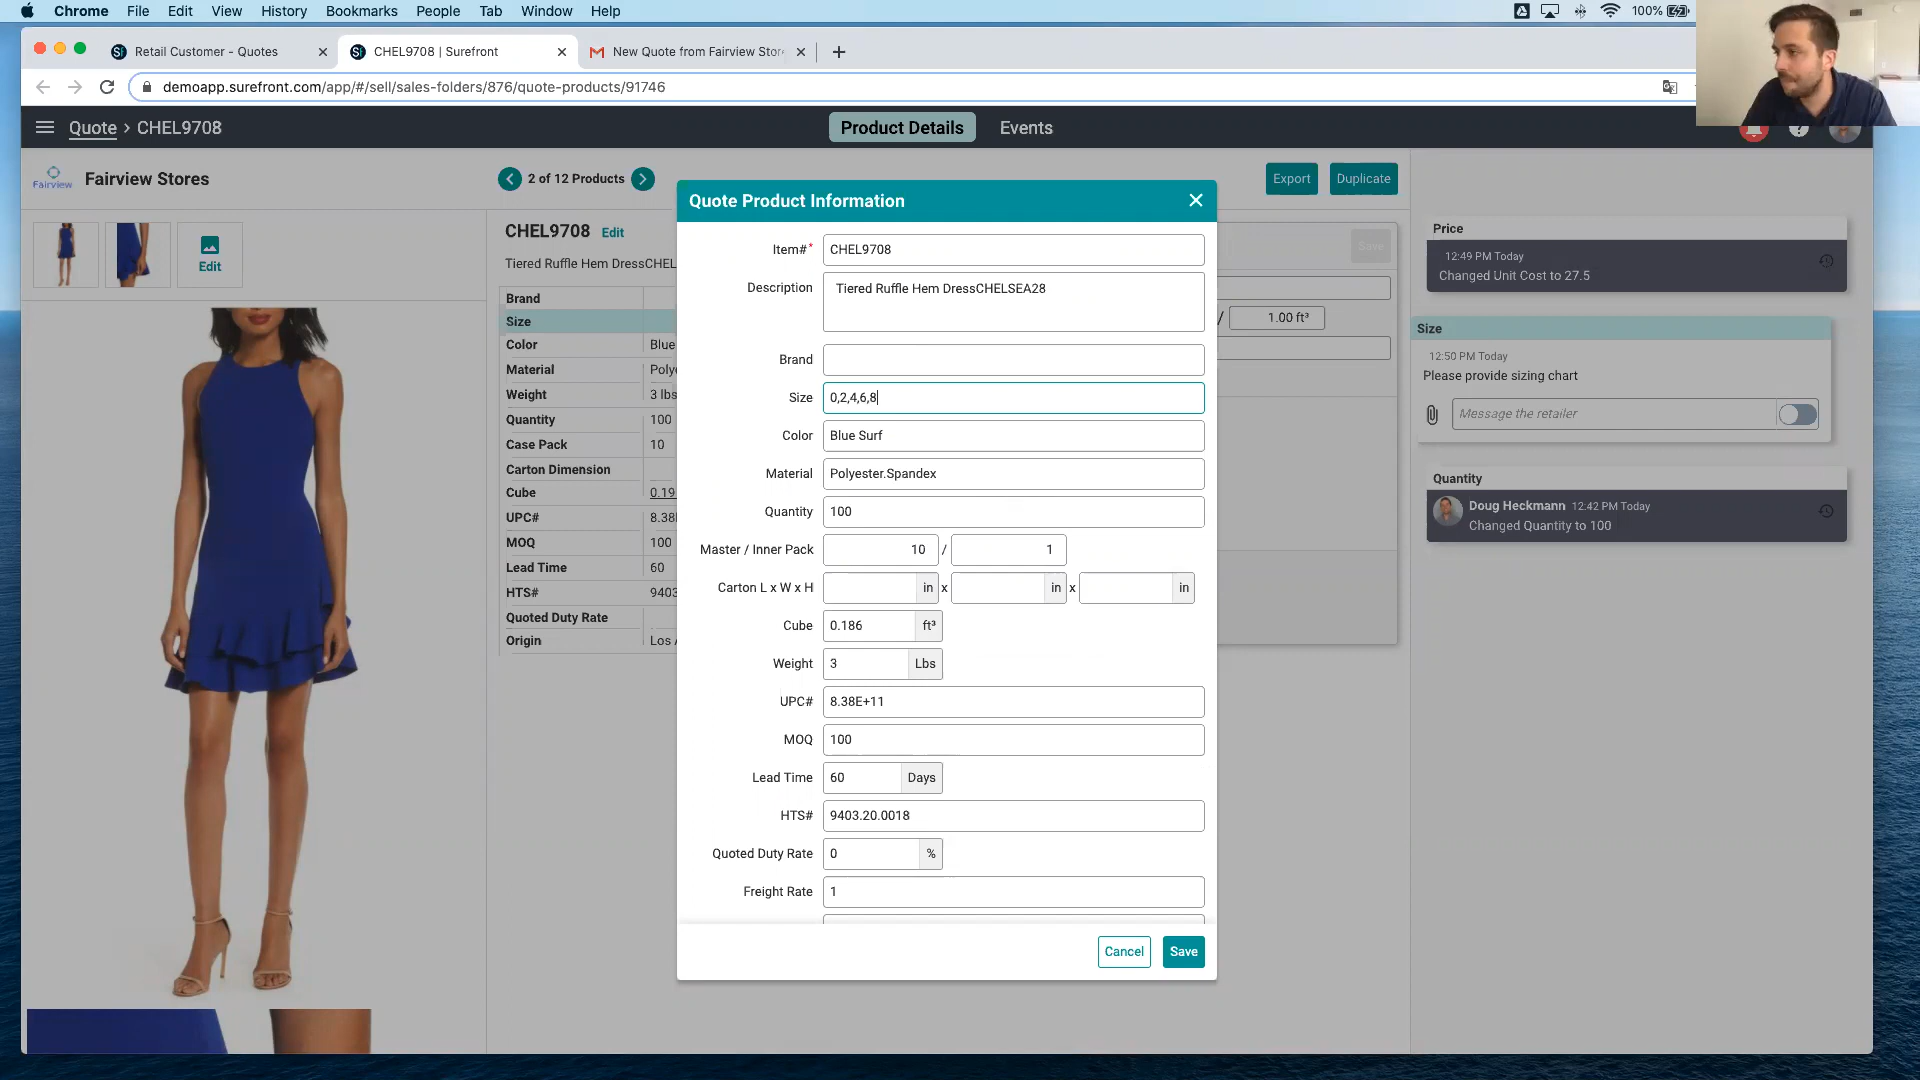 Chrome File Edit View History Bookmarks People Tab Window Help
100%
Retail Customer - Quotes
CHEL9708 | Surefront
New Quote from Fairview Stor
demoapp.surefront.com/app/#/sell/sales-folders/876/quote-products/91746
Quote > CHEL9708
Product Details
Events
Fairview
Fairview Stores
2 of 12 Products
Export
Duplicate
Edit
CHEL9708 Edit
Tiered Ruffle Hem DressCHEL
Brand
Size
Color Blue
Material Polye
Weight 3 lbs
Quantity 100
Case Pack 10
Carton Dimension
Cube 0.19
UPC# 8.38
MOQ 100
Lead Time 60
HTS# 9403
Quoted Duty Rate
Origin Los A
Quote Product Information
Item#* CHEL9708
Description Tiered Ruffle Hem DressCHELSEA28
Brand
Size 0,2,4,6,8
Color Blue Surf
Material Polyester.Spandex
Quantity 100
Master / Inner Pack 10 / 1
Carton L x W x H in x in x in
Cube 0.186 ft³
Weight 3 Lbs
UPC# 8.38E+11
MOQ 100
Lead Time 60 Days
HTS# 9403.20.0018
Quoted Duty Rate 0 %
Freight Rate 1
Cancel
Save
Save
/ 1.00 ft³
Price
12:49 PM Today
Changed Unit Cost to 27.5
Size
12:50 PM Today
Please provide sizing chart
Message the retailer
Quantity
Doug Heckmann 12:42 PM Today
Changed Quantity to 100